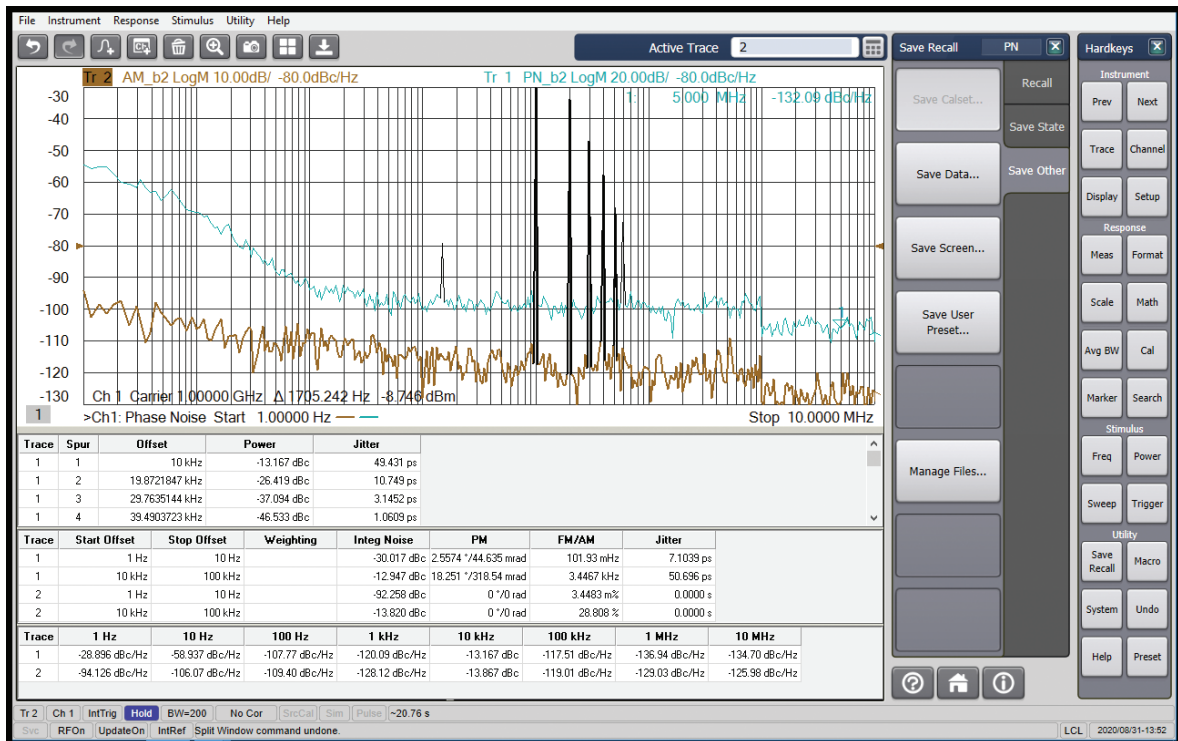 File Instrument Response Stimulus Utility Help
Active Trace 2
Tr 2 AM_b2 LogM 10.00dB/ -80.0dBc/Hz Tr 1 PN_b2 LogM 20.00dB/ -80.0dBc/Hz
1: 5.000 MHz -132.09 dBc/Hz
-30
-40
-50
-60
-70
-80
-90
-100
-110
-120
-130
Ch 1 Carrier 1.00000 GHz Δ 1705.242 Hz -8.746 dBm
1 >Ch1: Phase Noise Start 1.00000 Hz Stop 10.0000 MHz
Trace Spur Offset Power Jitter
1 1 10 kHz -13.167 dBc 49.431 ps
1 2 19.8721847 kHz -26.419 dBc 10.749 ps
1 3 29.7635144 kHz -37.094 dBc 3.1452 ps
1 4 39.4903723 kHz -46.533 dBc 1.0609 ps
Trace Start Offset Stop Offset Weighting Integ Noise PM FM/AM Jitter
1 1 Hz 10 Hz -30.017 dBc 2.5574 °/44.635 mrad 101.93 mHz 7.1039 ps
1 10 kHz 100 kHz -12.947 dBc 18.251 °/318.54 mrad 3.4467 kHz 50.696 ps
2 1 Hz 10 Hz -92.258 dBc 0 °/0 rad 3.4483 m% 0.0000 s
2 10 kHz 100 kHz -13.820 dBc 0 °/0 rad 28.808 % 0.0000 s
Trace 1 Hz 10 Hz 100 Hz 1 kHz 10 kHz 100 kHz 1 MHz 10 MHz
1 -28.896 dBc/Hz -58.937 dBc/Hz -107.77 dBc/Hz -120.09 dBc/Hz -13.167 dBc -117.51 dBc/Hz -136.94 dBc/Hz -134.70 dBc/Hz
2 -94.126 dBc/Hz -106.07 dBc/Hz -109.40 dBc/Hz -128.12 dBc/Hz -13.867 dBc -119.01 dBc/Hz -129.03 dBc/Hz -125.98 dBc/Hz
Save Recall PN X
Save Calset...
Save Data...
Save Screen...
Save User
Preset...
Manage Files...
Recall
Save State
Save Other
Hardkeys X
Instrument
Prev Next
Trace Channel
Display Setup
Response
Meas Format
Scale Math
Avg BW Cal
Marker Search
Stimulus
Freq Power
Sweep Trigger
Utility
Save
Recall Macro
System Undo
Help Preset
Tr 2 Ch 1 IntTrig Hold BW=200 No Cor SrcCal Sim Pulse ~20.76 s
Svc RFOn UpdateOn IntRef Split Window command undone. LCL 2020/08/31-13:52